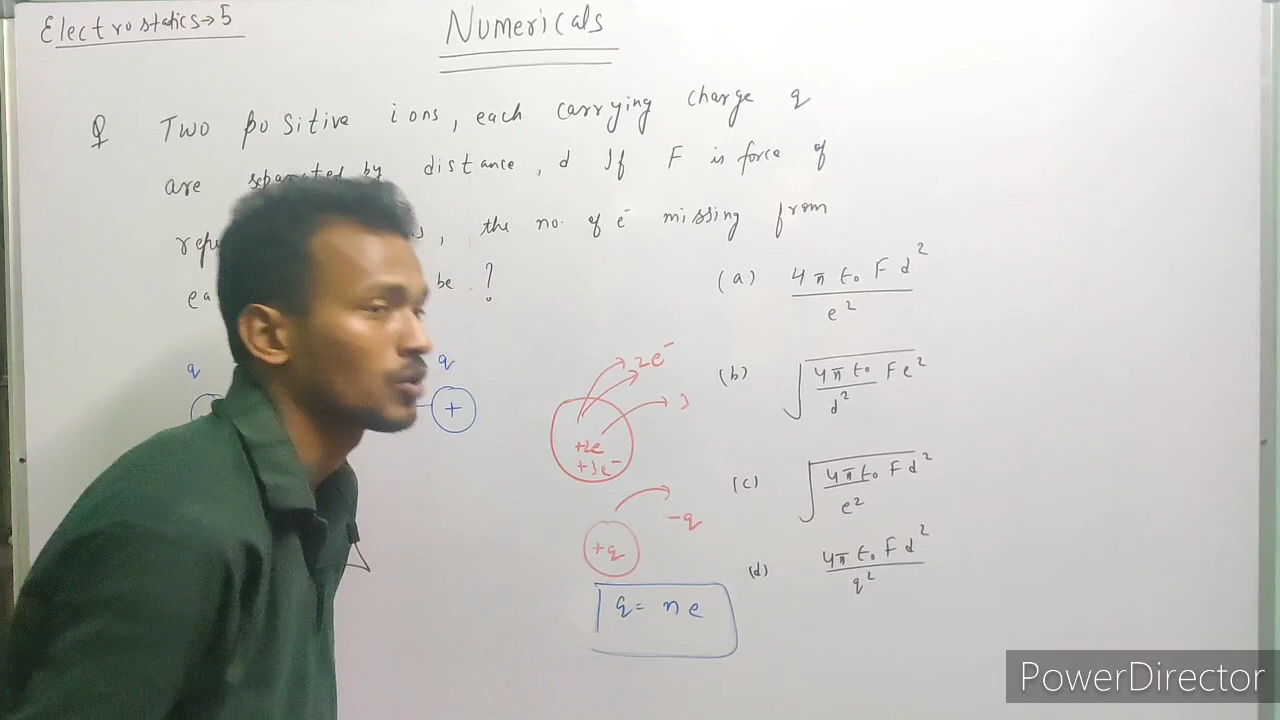 Electrostatics→5
Numericals
Q Two positive ions, each carrying charge q
are separated by distance, d If F is force of
the no. of e⁻ missing from
be ?
(a) 4π ε₀ F d² / e²
(b) √(4π ε₀ F e² / d²)
(c) √(4π ε₀ F d² / e²)
(d) 4π ε₀ F d² / q²
q
q
+
2e⁻
3
+2e
+3e⁻
-q
+q
q = ne
PowerDirector